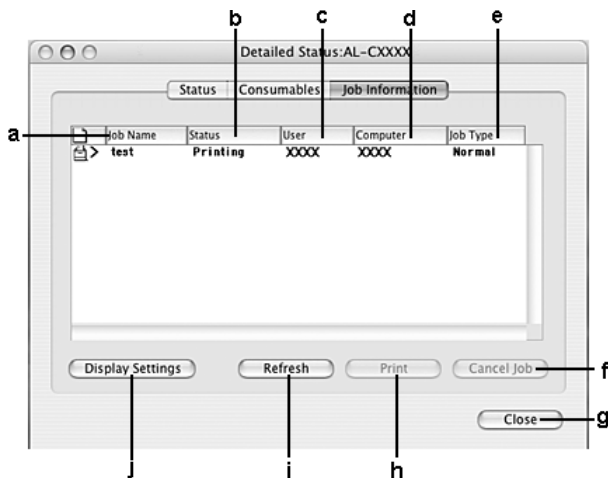 b c d e
Detailed Status:AL-CXXXX
Status Consumables Job Information
a
Job Name Status User Computer Job Type
test Printing XXXX XXXX Normal
Display Settings Refresh Print Cancel Job
f
Close
g
j i h